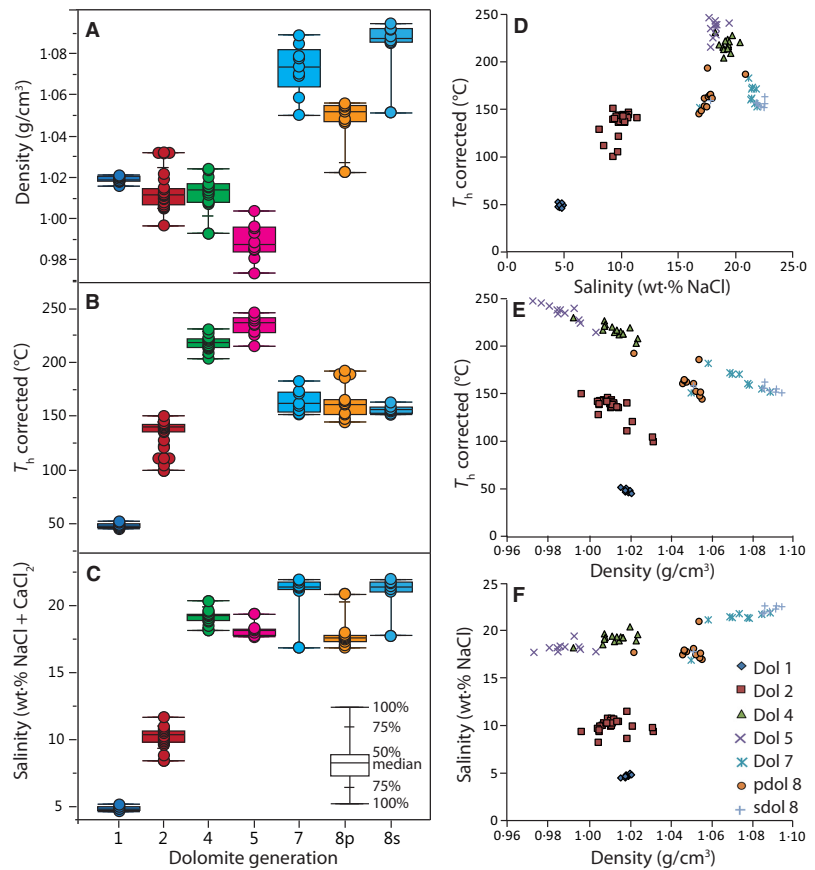 A
Density (g/cm³)
1·08
1·06
1·04
1·02
1·00
0·98
B
Tₕ corrected (°C)
250
200
150
100
50
C
Salinity (wt·% NaCl + CaCl₂)
20
15
10
5
100%
75%
50%
median
75%
100%
1 2 4 5 7 8p 8s
Dolomite generation
D
Tₕ corrected (°C)
250
200
150
100
50
0
0·0 5·0 10·0 15·0 20·0 25·0
Salinity (wt·% NaCl)
E
Tₕ corrected (°C)
250
200
150
100
50
0
0·96 0·98 1·00 1·02 1·04 1·06 1·08 1·10
Density (g/cm³)
F
Salinity (wt·% NaCl)
25
20
15
10
5
0
0·96 0·98 1·00 1·02 1·04 1·06 1·08 1·10
Density (g/cm³)
Dol 1
Dol 2
Dol 4
Dol 5
Dol 7
pdol 8
sdol 8